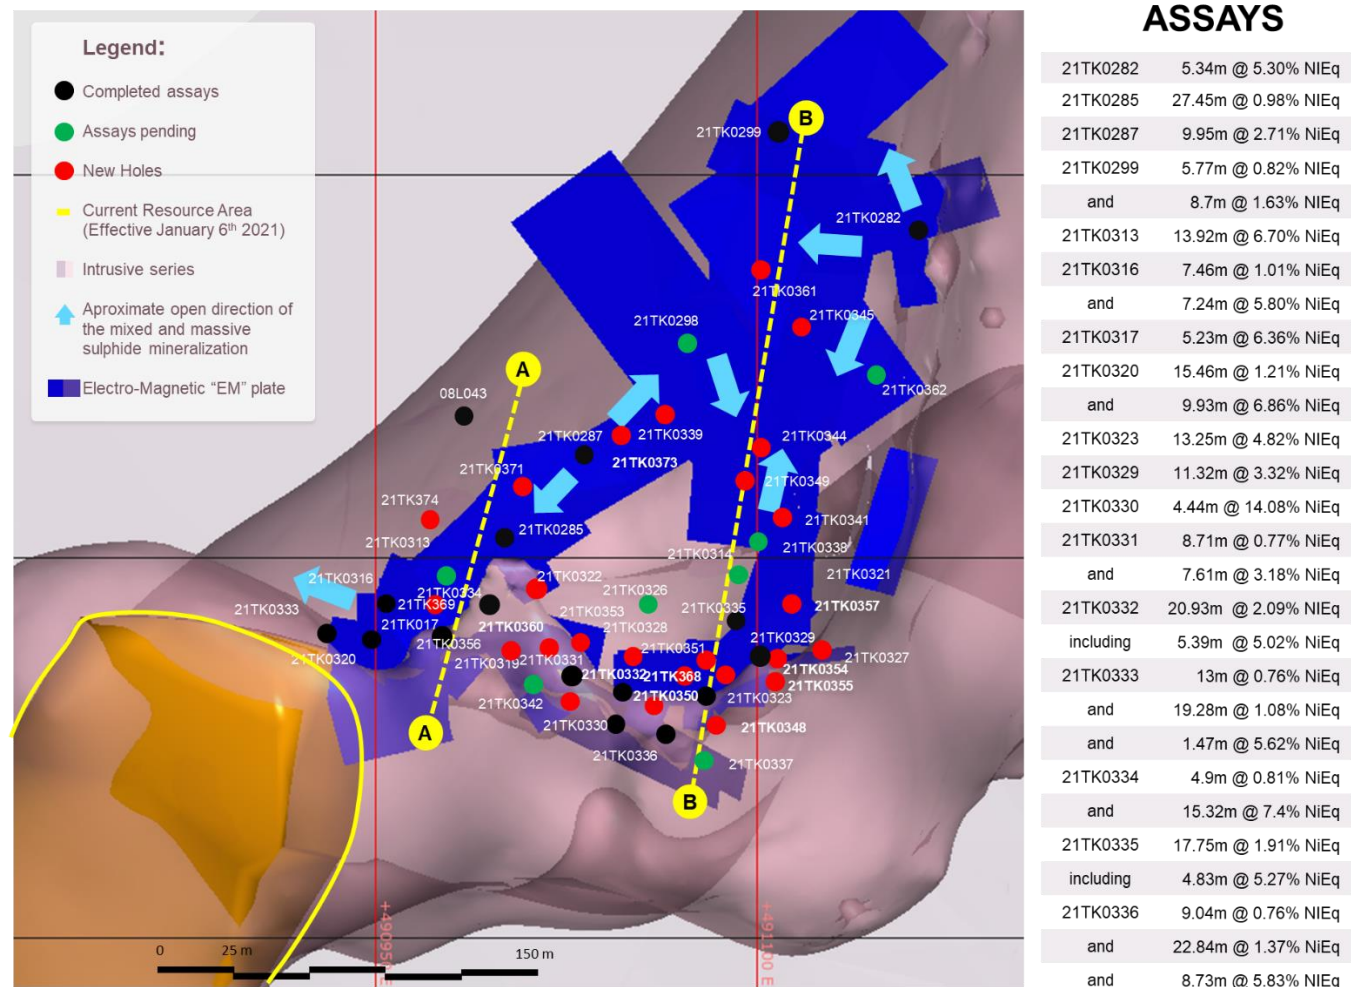 Legend:
Completed assays
Assays pending
New Holes
Current Resource Area
(Effective January 6th 2021)
Intrusive series
Aproximate open direction of
the mixed and massive
sulphide mineralization
Electro-Magnetic "EM" plate
B
21TK0299
21TK0282
21TK0361
21TK0345
21TK0298
21TK0362
A
08L043
21TK0287
21TK0339
21TK0373
21TK0344
21TK0371
21TK0349
21TK374
21TK0341
21TK0285
21TK0313
21TK0338
21TK0314
21TK0316
21TK0334
21TK0322
21TK0326
21TK0321
21TK0333
21TK369
21TK017
21TK0360
21TK0353
21TK0335
21TK0357
21TK0356
21TK0328
21TK0329
21TK0320
21TK0319
21TK0331
21TK0351
21TK0327
21TK0332
21TK368
21TK0354
21TK0355
21TK0342
21TK0350
21TK0323
21TK0330
21TK0348
A
21TK0336
21TK0337
B
+490950 E
+491100 E
0 25 m 150 m
ASSAYS
21TK0282 5.34m @ 5.30% NIEq
21TK0285 27.45m @ 0.98% NiEq
21TK0287 9.95m @ 2.71% NiEq
21TK0299 5.77m @ 0.82% NiEq
and 8.7m @ 1.63% NiEq
21TK0313 13.92m @ 6.70% NiEq
21TK0316 7.46m @ 1.01% NiEq
and 7.24m @ 5.80% NiEq
21TK0317 5.23m @ 6.36% NiEq
21TK0320 15.46m @ 1.21% NiEq
and 9.93m @ 6.86% NiEq
21TK0323 13.25m @ 4.82% NiEq
21TK0329 11.32m @ 3.32% NiEq
21TK0330 4.44m @ 14.08% NiEq
21TK0331 8.71m @ 0.77% NiEq
and 7.61m @ 3.18% NiEq
21TK0332 20.93m @ 2.09% NiEq
including 5.39m @ 5.02% NiEq
21TK0333 13m @ 0.76% NiEq
and 19.28m @ 1.08% NiEq
and 1.47m @ 5.62% NiEq
21TK0334 4.9m @ 0.81% NiEq
and 15.32m @ 7.4% NiEq
21TK0335 17.75m @ 1.91% NiEq
including 4.83m @ 5.27% NiEq
21TK0336 9.04m @ 0.76% NIEq
and 22.84m @ 1.37% NiEq
and 8.73m @ 5.83% NIEq